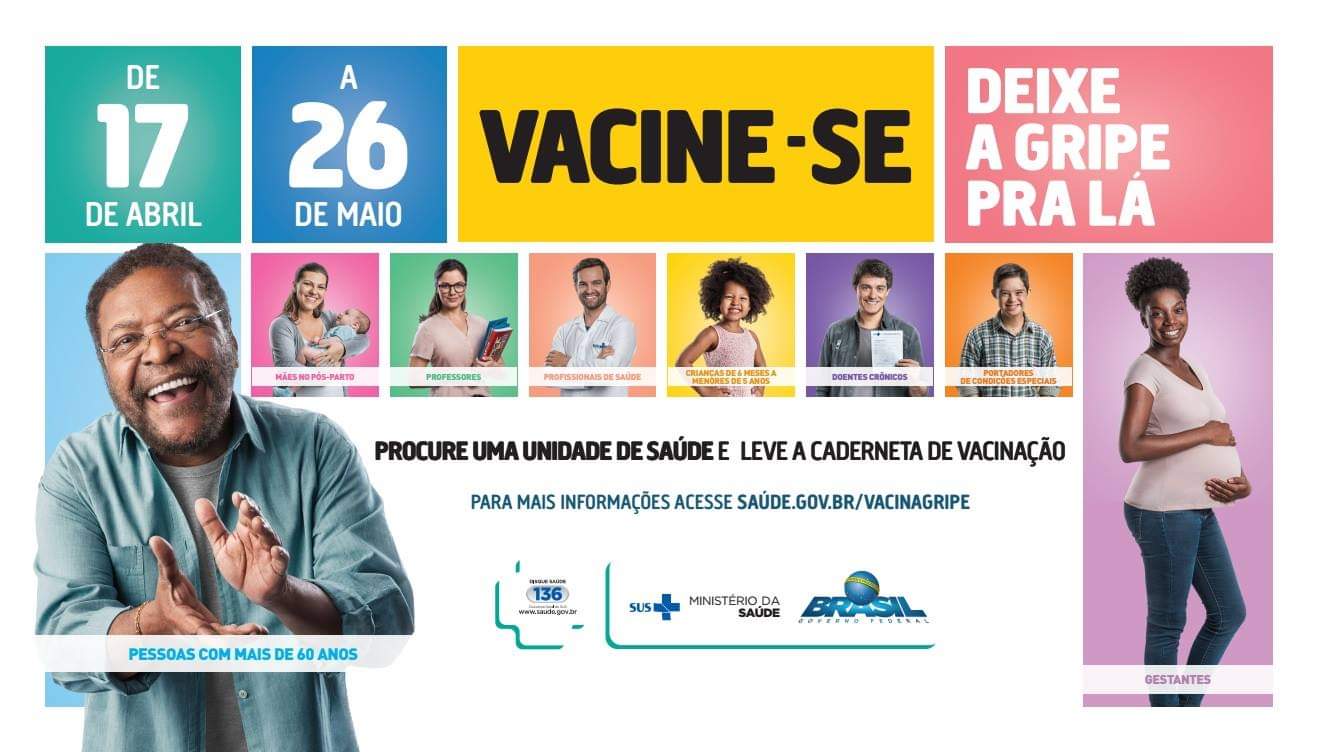 DE
17
DE ABRIL
A
26
DE MAIO
VACINE-SE
DEIXE
A GRIPE
PRA LÁ
MÃES NO PÓS-PARTO
PROFESSORES
PROFISSIONAIS DE SAÚDE
CRIANÇAS DE 6 MESES A
MENORES DE 5 ANOS
DOENTES CRÔNICOS
PORTADORES
DE CONDIÇÕES ESPECIAIS
PROCURE UMA UNIDADE DE SAÚDE E LEVE A CADERNETA DE VACINAÇÃO
PARA MAIS INFORMAÇÕES ACESSE SAÚDE.GOV.BR/VACINAGRIPE
DISQUE SAÚDE
136
www.saude.gov.br
SUS
MINISTÉRIO DA
SAÚDE
BRASIL
GOVERNO FEDERAL
PESSOAS COM MAIS DE 60 ANOS
GESTANTES